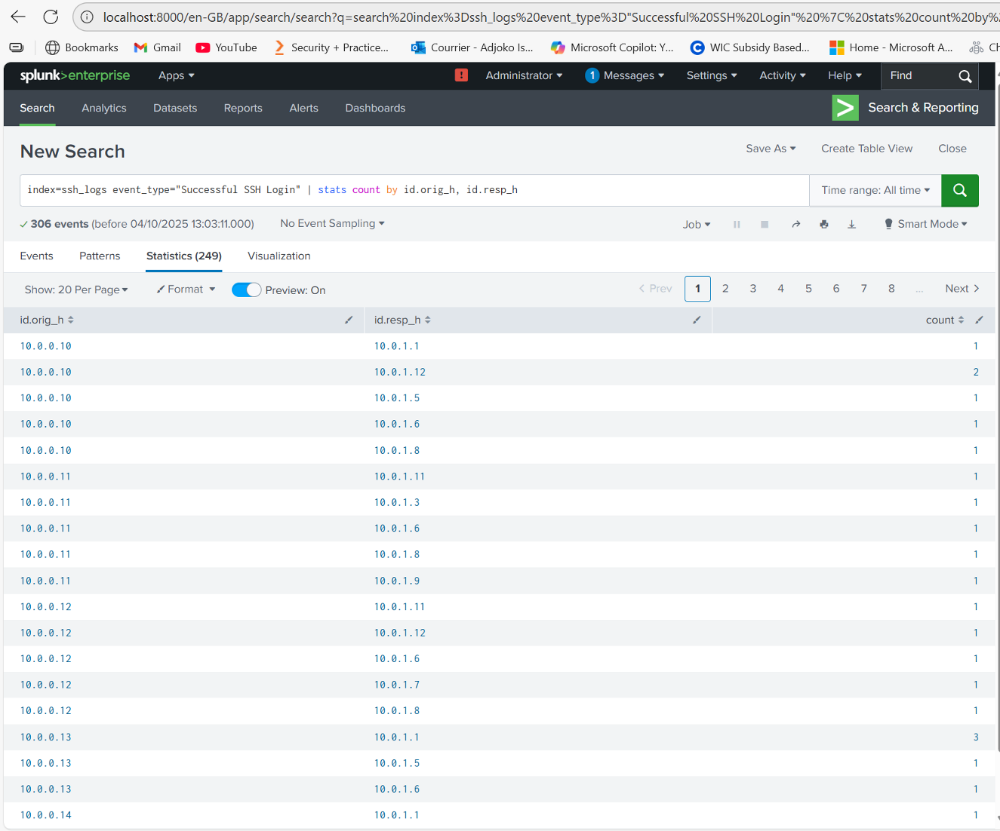 localhost:8000/en-GB/app/search/search?q=search%20index%3Dssh_logs%20event_type%3D"Successful%20SSH%20Login"%20%7C%20stats%20count%20by%
Bookmarks Gmail YouTube Security + Practice... Courrier - Adjoko Is... Microsoft Copilot: Y... WIC Subsidy Based... Home - Microsoft A... Ch
splunk>enterprise Apps Administrator 1 Messages Settings Activity Help Find
Search Analytics Datasets Reports Alerts Dashboards Search & Reporting
New Search Save As Create Table View Close
index=ssh_logs event_type="Successful SSH Login" | stats count by id.orig_h, id.resp_h Time range: All time
306 events (before 04/10/2025 13:03:11.000) No Event Sampling Job Smart Mode
Events Patterns Statistics (249) Visualization
Show: 20 Per Page Format Preview: On < Prev 1 2 3 4 5 6 7 8 ... Next >
id.orig_h id.resp_h count
10.0.0.10 10.0.1.1 1
10.0.0.10 10.0.1.12 2
10.0.0.10 10.0.1.5 1
10.0.0.10 10.0.1.6 1
10.0.0.10 10.0.1.8 1
10.0.0.11 10.0.1.11 1
10.0.0.11 10.0.1.3 1
10.0.0.11 10.0.1.6 1
10.0.0.11 10.0.1.8 1
10.0.0.11 10.0.1.9 1
10.0.0.12 10.0.1.11 1
10.0.0.12 10.0.1.12 1
10.0.0.12 10.0.1.6 1
10.0.0.12 10.0.1.7 1
10.0.0.12 10.0.1.8 1
10.0.0.13 10.0.1.1 3
10.0.0.13 10.0.1.5 1
10.0.0.13 10.0.1.6 1
10.0.0.14 10.0.1.1 1